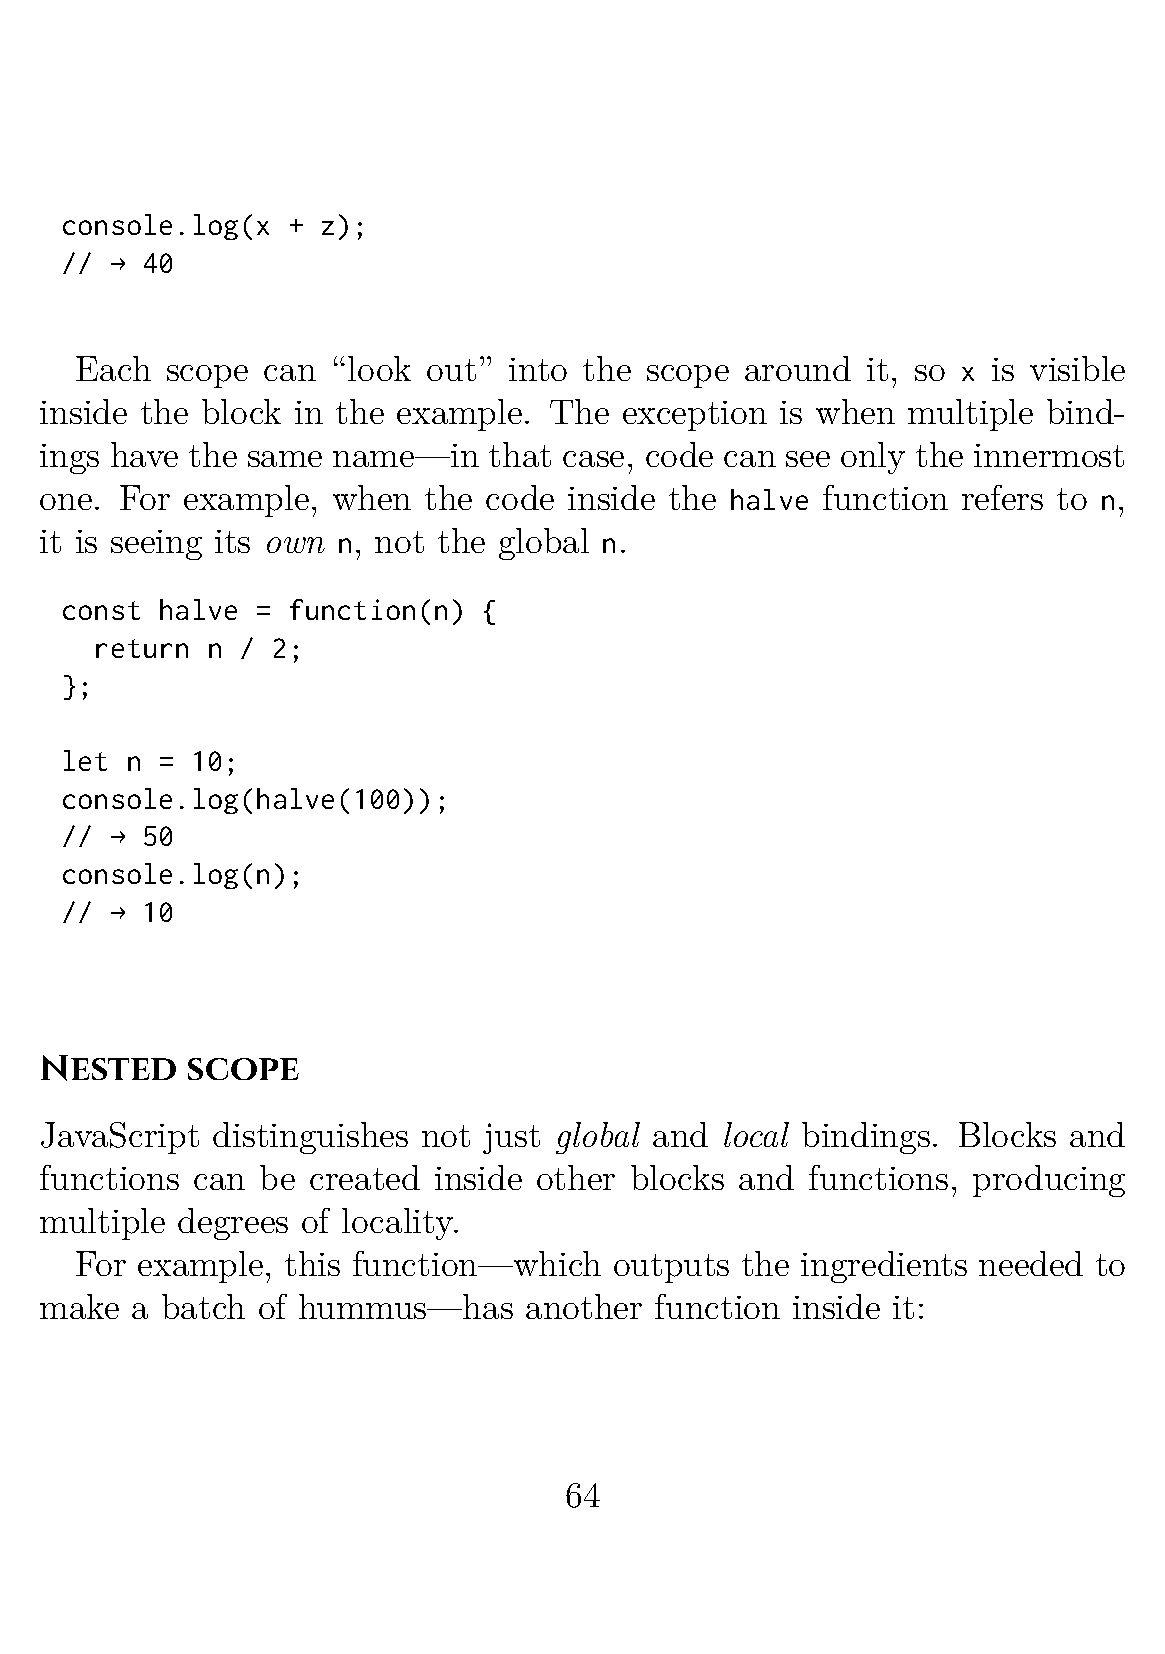 console.log(x + z);
// → 40
Each scope can “look out” into the scope around it, so x is visible
inside the block in the example. The exception is when multiple bind-
ings have the same name—in that case, code can see only the innermost
one. For example, when the code inside the halve function refers to n,
it is seeing its own n, not the global n.
const halve = function(n) {
  return n / 2;
};
let n = 10;
console.log(halve(100));
// → 50
console.log(n);
// → 10
Nested scope
JavaScript distinguishes not just global and local bindings. Blocks and
functions can be created inside other blocks and functions, producing
multiple degrees of locality.
For example, this function—which outputs the ingredients needed to
make a batch of hummus—has another function inside it:
64